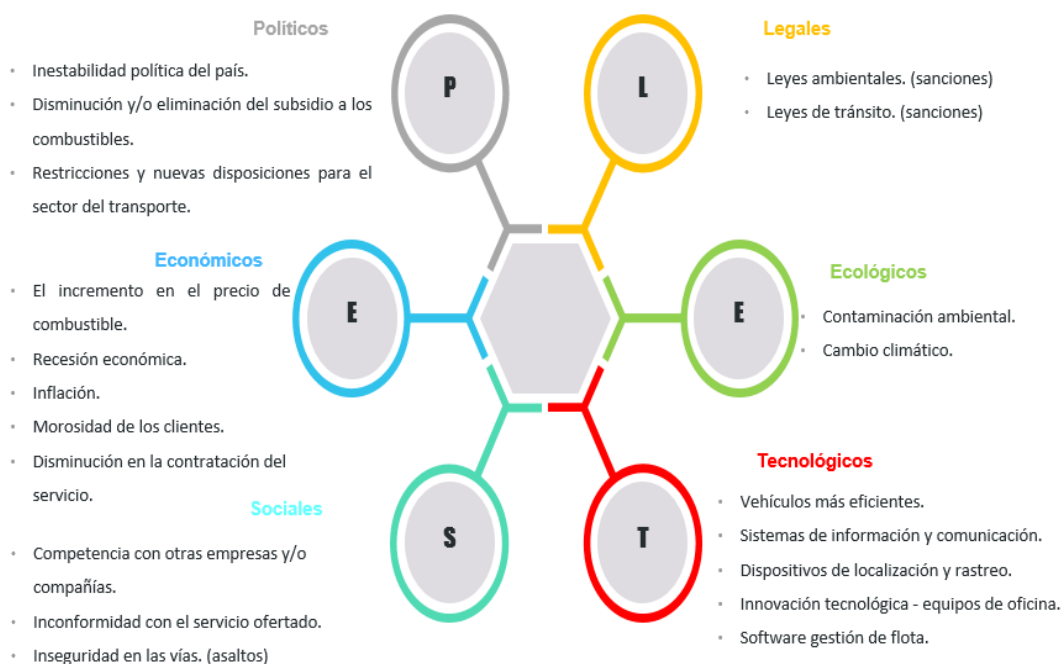 Políticos
• Inestabilidad política del país.
• Disminución y/o eliminación del subsidio a los
combustibles.
• Restricciones y nuevas disposiciones para el
sector del transporte.
P
L
Legales
• Leyes ambientales. (sanciones)
• Leyes de tránsito. (sanciones)
Económicos
• El incremento en el precio de
combustible.
• Recesión económica.
• Inflación.
• Morosidad de los clientes.
• Disminución en la contratación del
servicio.
E
E
Ecológicos
• Contaminación ambiental.
• Cambio climático.
Sociales
• Competencia con otras empresas y/o
compañías.
• Inconformidad con el servicio ofertado.
• Inseguridad en las vías. (asaltos)
S
T
Tecnológicos
• Vehículos más eficientes.
• Sistemas de información y comunicación.
• Dispositivos de localización y rastreo.
• Innovación tecnológica - equipos de oficina.
• Software gestión de flota.